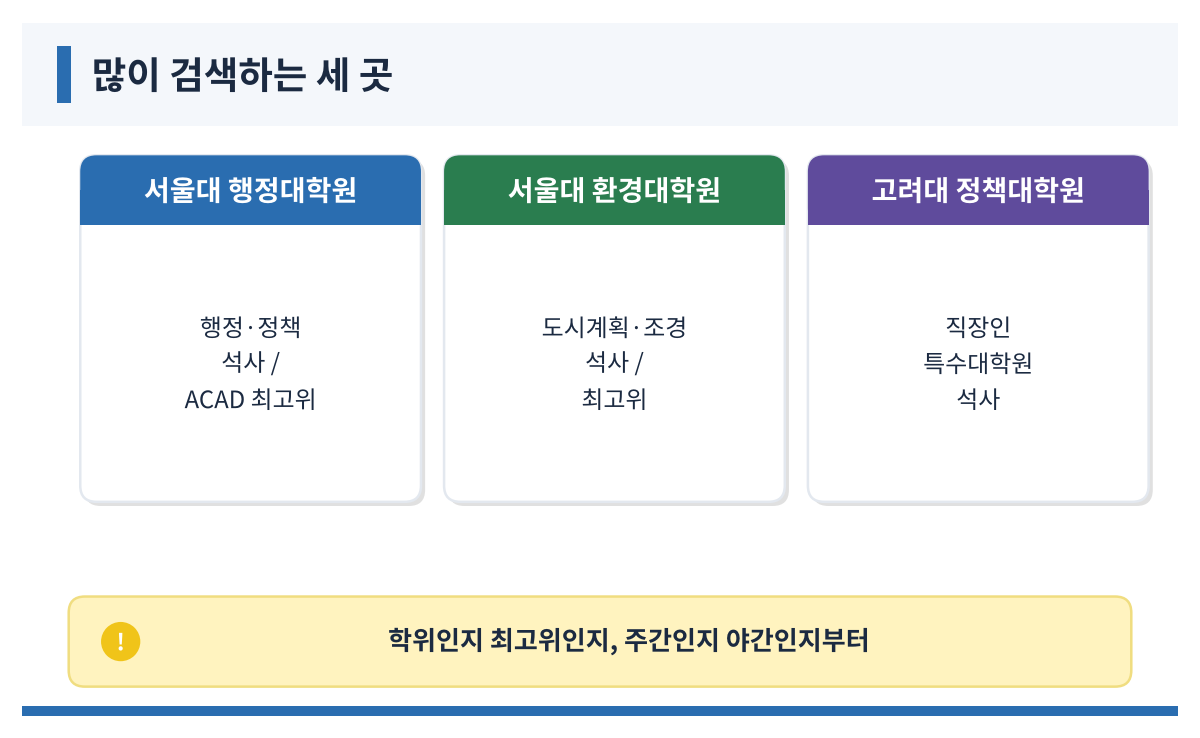 많이 검색하는 세 곳
서울대 행정대학원
행정·정책
석사 /
ACAD 최고위
서울대 환경대학원
도시계획·조경
석사 /
최고위
고려대 정책대학원
직장인
특수대학원
석사
!
학위인지 최고위인지, 주간인지 야간인지부터